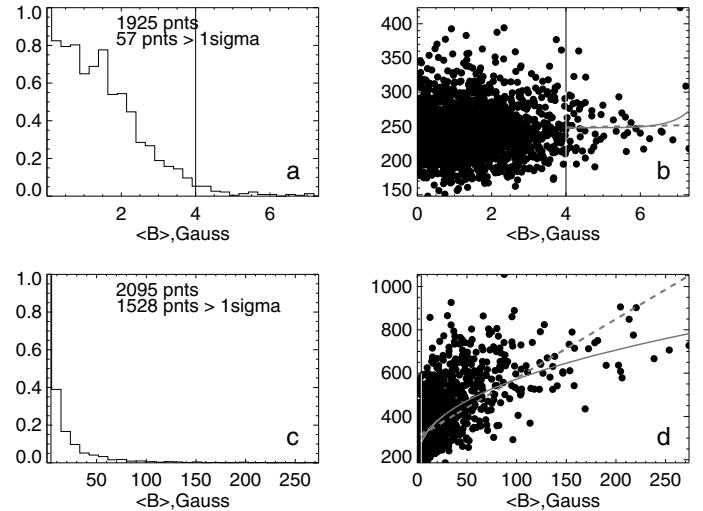 1.0
0.8
0.6
0.4
0.2
0.0
1925 pnts
57 pnts > 1sigma
a
2 4 6
<B>,Gauss
400
350
300
250
200
150
b
0 2 4 6
<B>,Gauss
1.0
0.8
0.6
0.4
0.2
0.0
2095 pnts
1528 pnts > 1sigma
c
50 100 150 200 250
<B>,Gauss
1000
800
600
400
200
d
0 50 100 150 200 250
<B>,Gauss